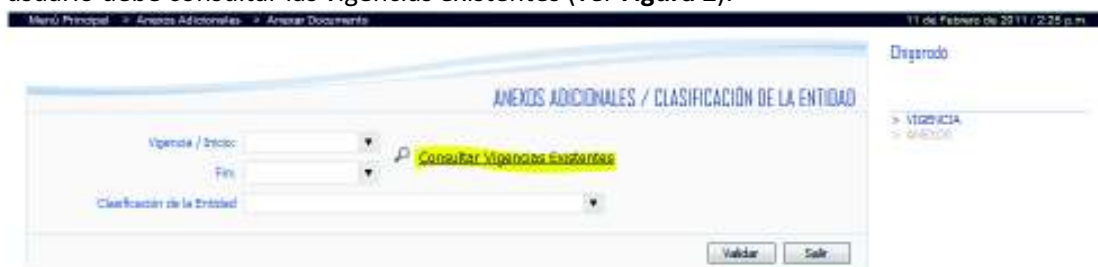 usuario debe consultar las vigencias existentes (ver Figura 2).
Menú Principal > Anexos Adicionales > Anexar Documento 11 de Febrero de 2011 / 2:25 p.m.
Chigorodo
ANEXOS ADICIONALES / CLASIFICACIÓN DE LA ENTIDAD
> VIGENCIA
> ANEXOS
Vigencia / Inicio:
Consultar Vigencias Existentes
Fin:
Clasificación de la Entidad
Validar Salir